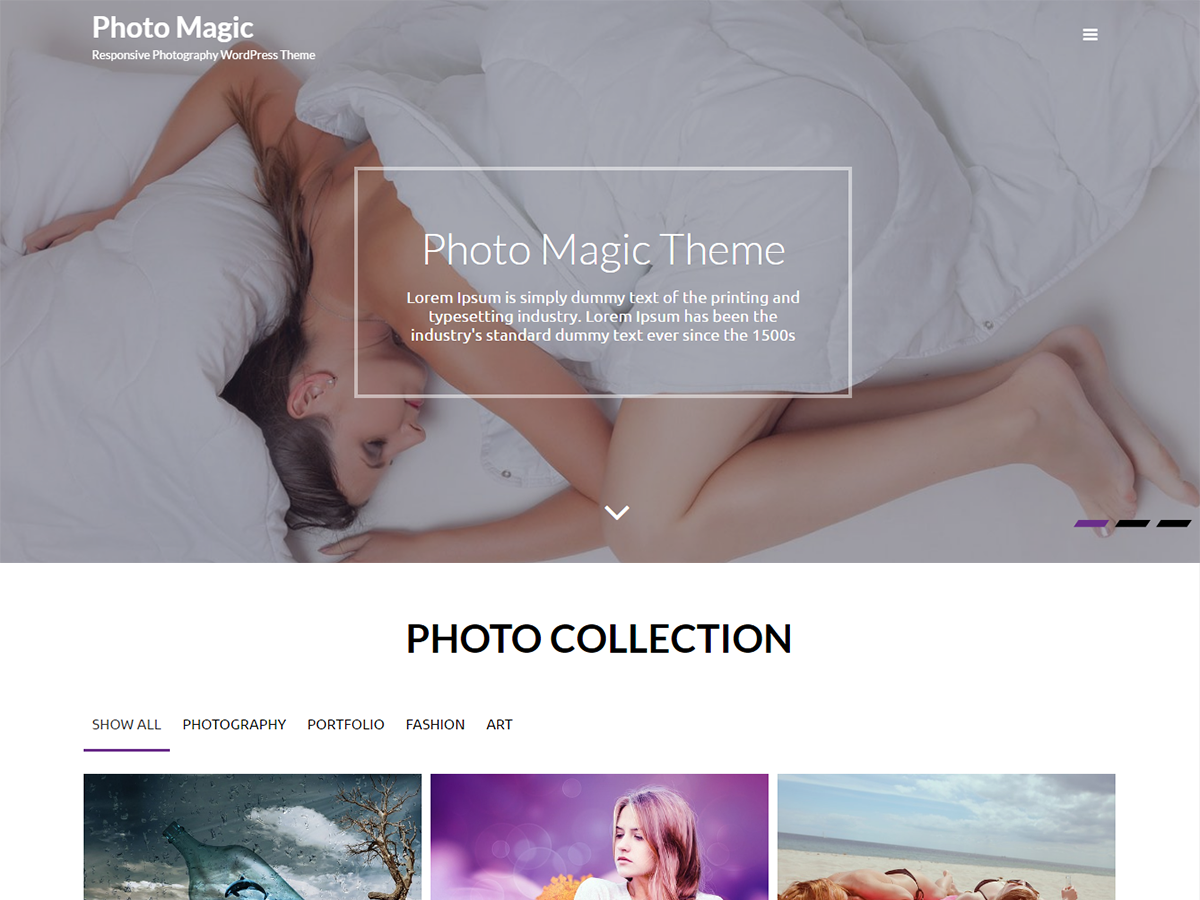 Photo Magic
Responsive Photography WordPress Theme
Photo Magic Theme
Lorem Ipsum is simply dummy text of the printing and
typesetting industry. Lorem Ipsum has been the
industry's standard dummy text ever since the 1500s
PHOTO COLLECTION
SHOW ALL PHOTOGRAPHY PORTFOLIO FASHION ART